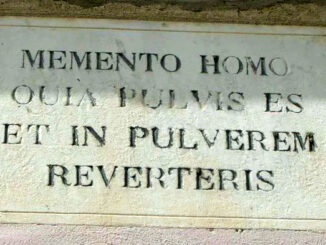 MEMENTO HOMO
QUIA PULVIS ES
ET IN PULVEREM
REVERTERIS